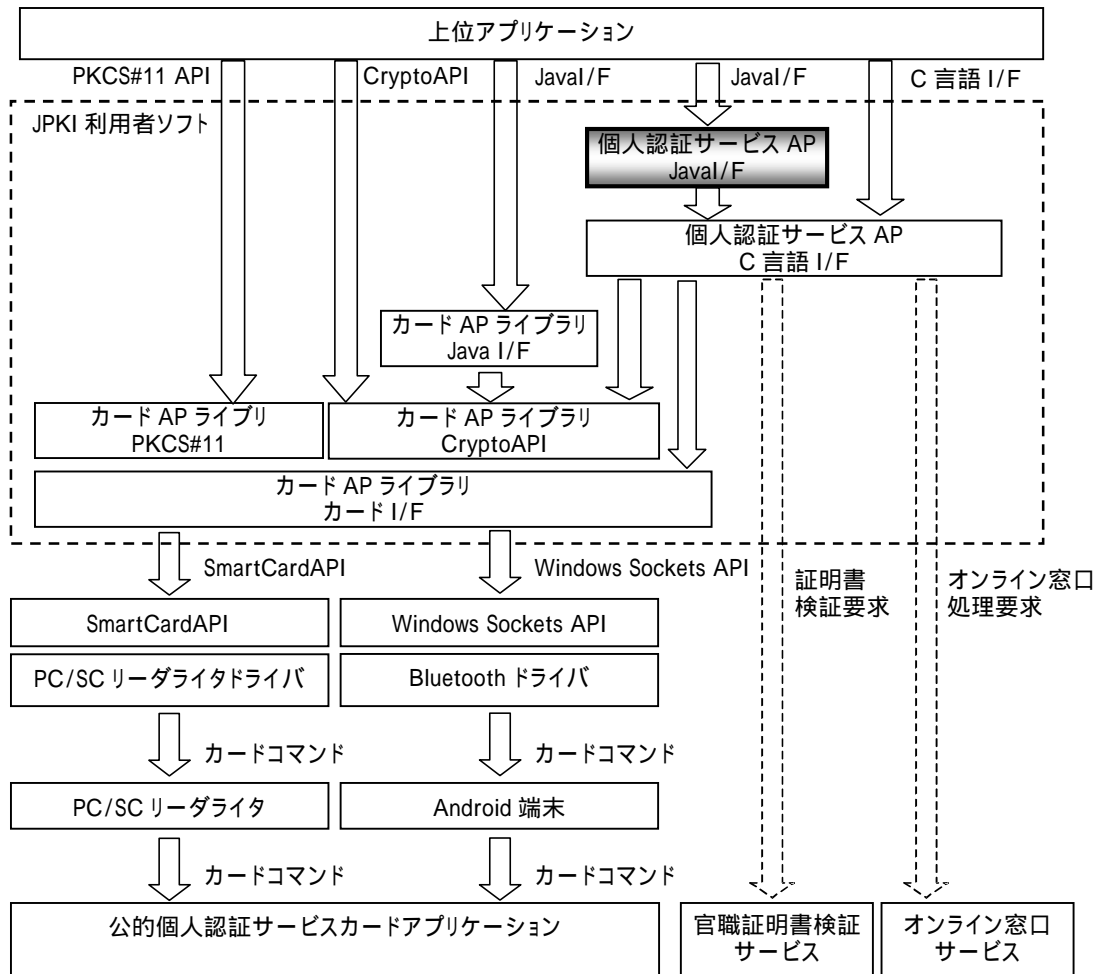 上位アプリケーション
PKCS#11 API
CryptoAPI
JavaI/F
JavaI/F
C 言語 I/F
JPKI 利用者ソフト
個人認証サービス AP
JavaI/F
個人認証サービス AP
C 言語 I/F
カード AP ライブラリ
Java I/F
カード AP ライブリ
PKCS#11
カード AP ライブラリ
CryptoAPI
カード AP ライブラリ
カード I/F
SmartCardAPI
Windows Sockets API
証明書
検証要求
オンライン窓口
処理要求
SmartCardAPI
Windows Sockets API
PC/SC リーダライタドライバ
Bluetooth ドライバ
カードコマンド
カードコマンド
PC/SC リーダライタ
Android 端末
カードコマンド
カードコマンド
公的個人認証サービスカードアプリケーション
官職証明書検証
サービス
オンライン窓口
サービス